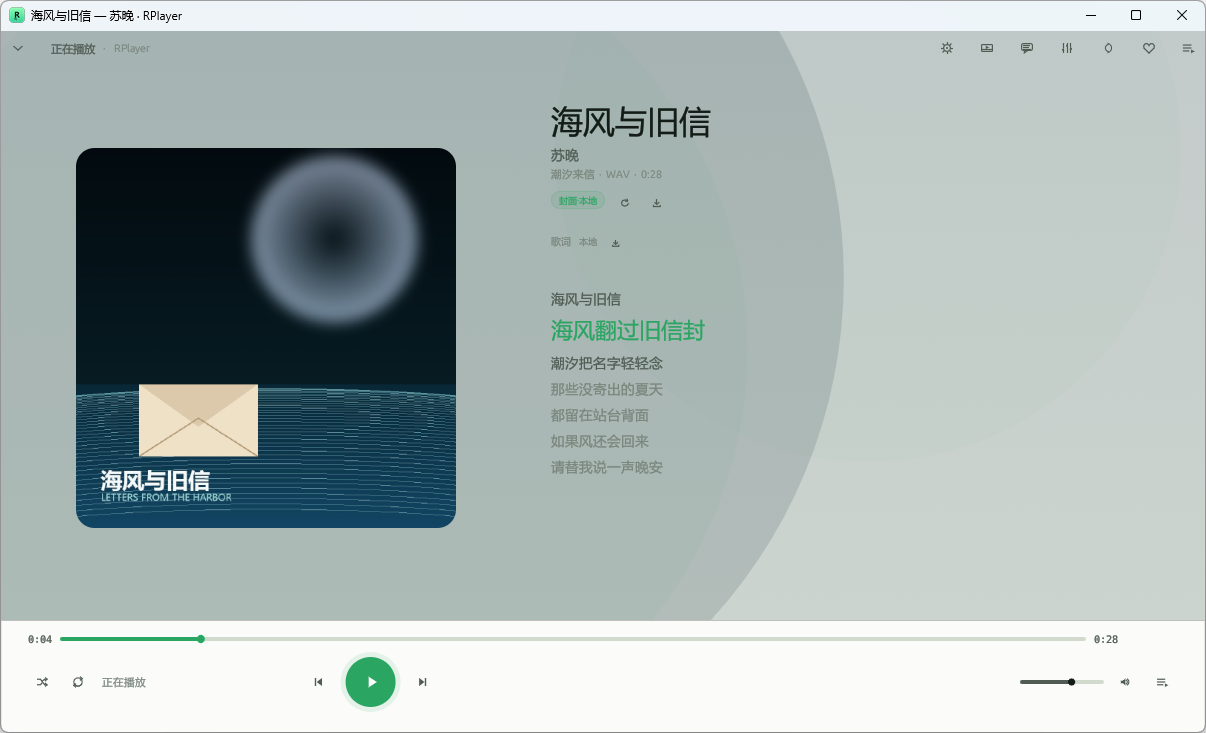 R 海风与旧信 — 苏晚 · RPlayer
正在播放 · RPlayer
海风与旧信
苏晚
潮汐来信 · WAV · 0:28
封面·本地
歌词 本地
海风与旧信
海风翻过旧信封
潮汐把名字轻轻念
那些没寄出的夏天
都留在站台背面
如果风还会回来
请替我说一声晚安
海风与旧信
LETTERS FROM THE HARBOR
0:04
0:28
正在播放